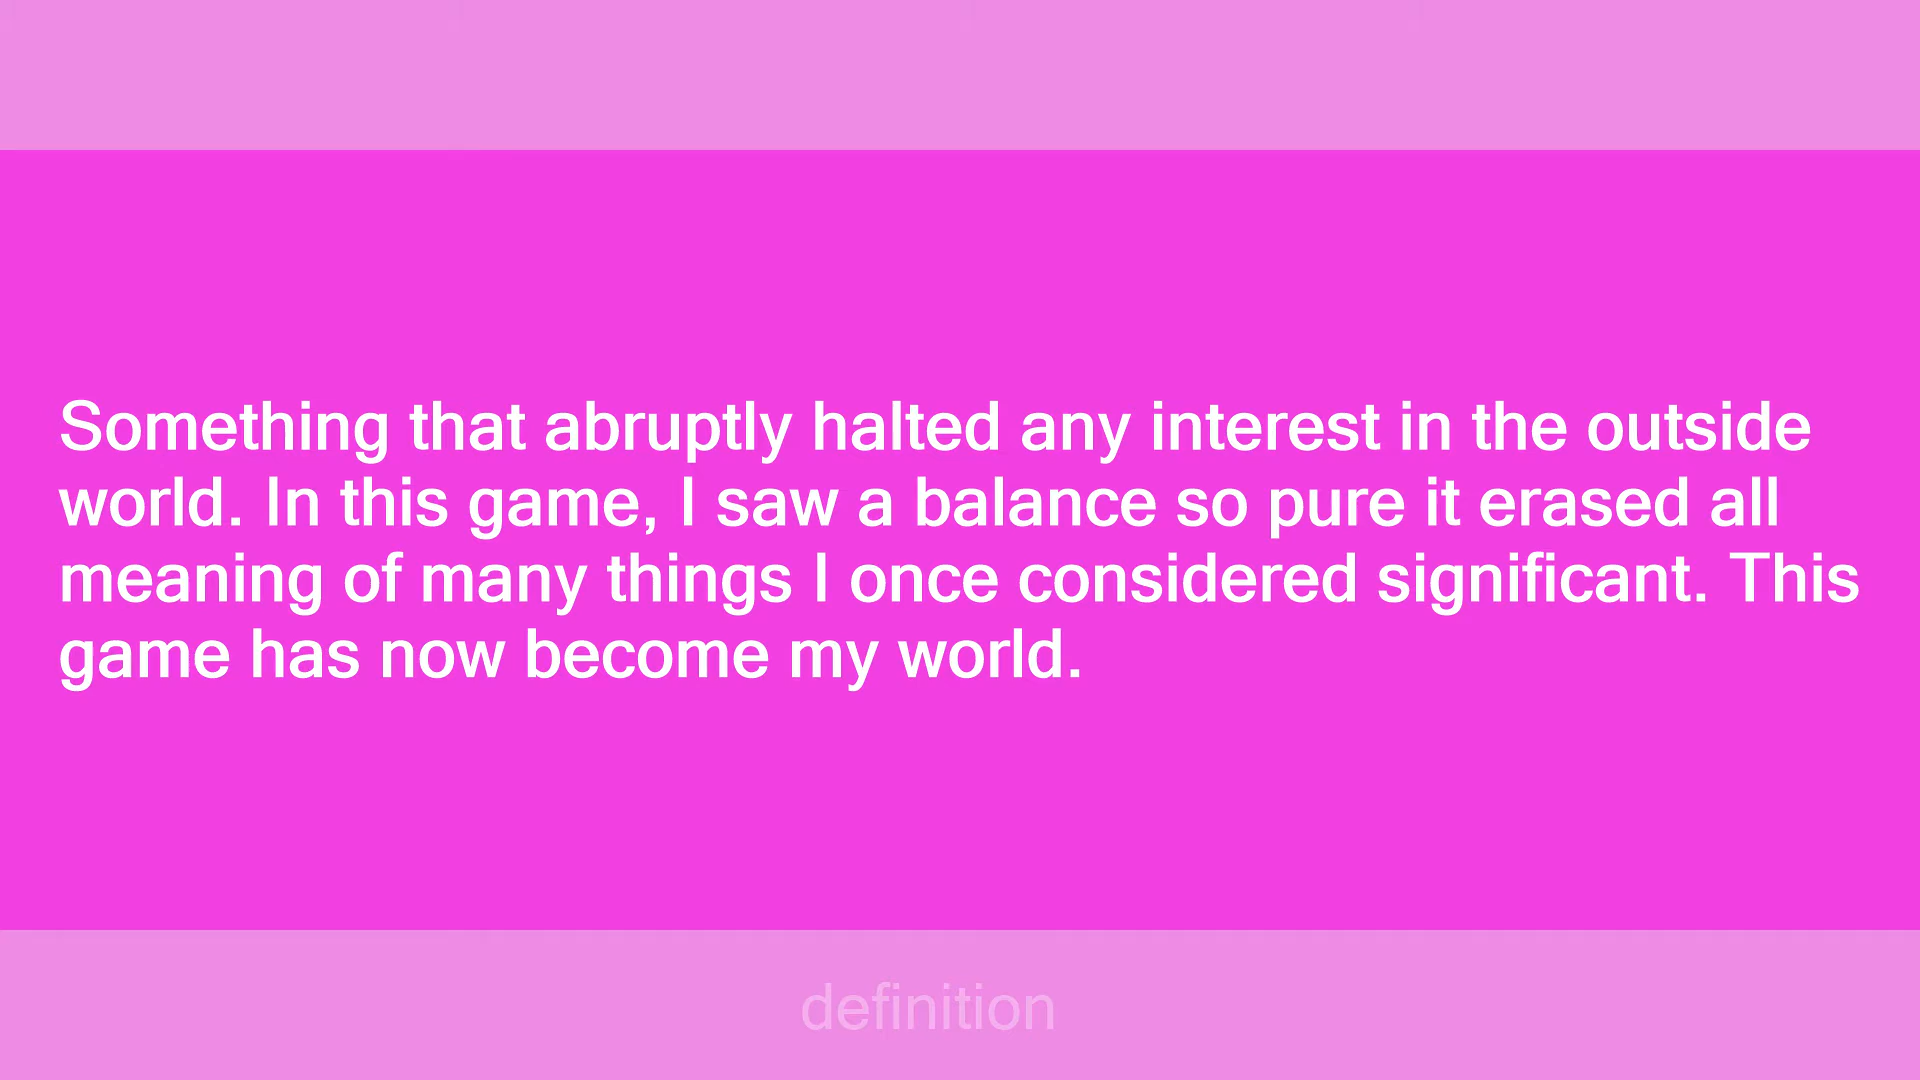 Something that abruptly halted any interest in the outside
world. In this game, I saw a balance so pure it erased all
meaning of many things I once considered significant. This
game has now become my world.
definition